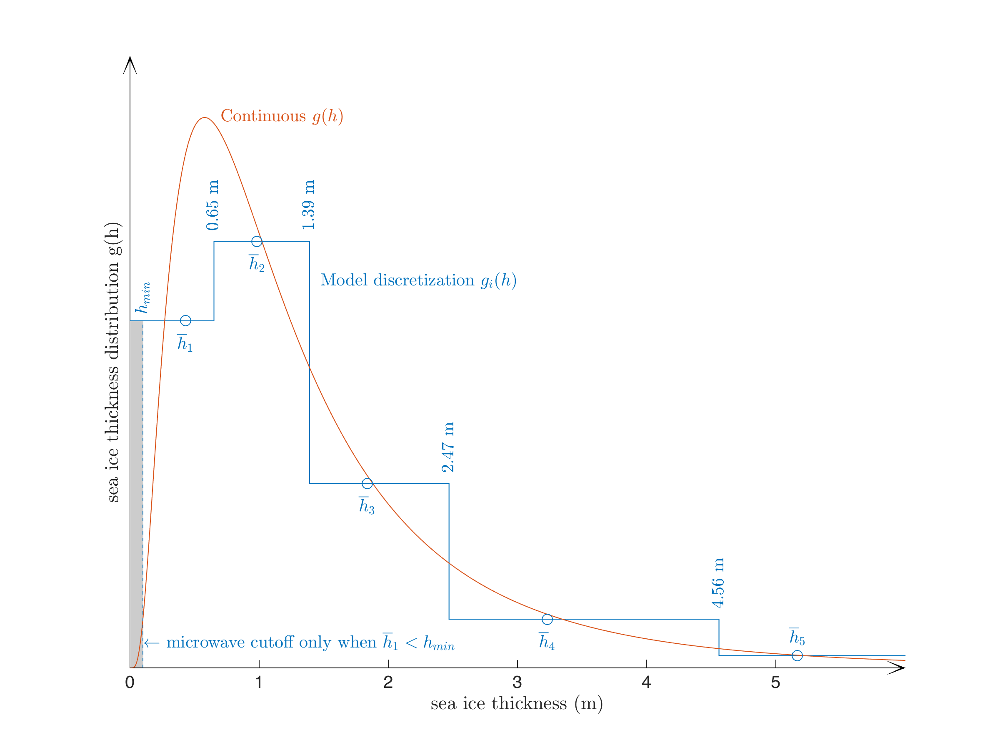 Continuous g(h)
0.65 m
1.39 m
h̅₂
Model discretization gᵢ(h)
hₘᵢₙ
h̅₁
sea ice thickness distribution g(h)
2.47 m
h̅₃
4.56 m
h̅₅
h̅₄
← microwave cutoff only when h̅₁ < hₘᵢₙ
0 1 2 3 4 5
sea ice thickness (m)